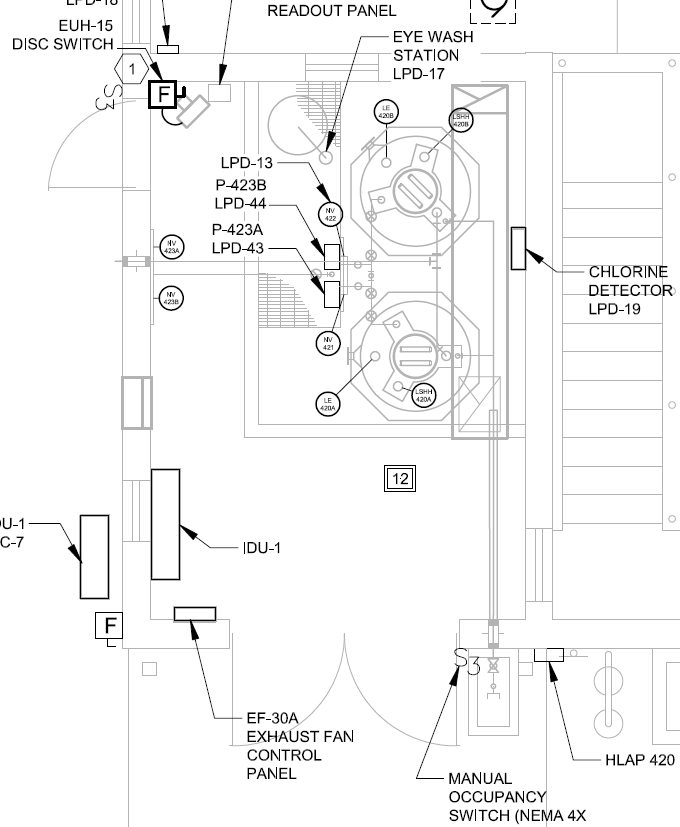 READOUT PANEL
EUH-15
DISC SWITCH
1
S3
F
EYE WASH
STATION
LPD-17
LE
420B
LSHH
420B
LPD-13
P-423B
LPD-44
P-423A
LPD-43
NV
422
NV
423A
NV
423B
NV
421
LE
420A
LSHH
420A
CHLORINE
DETECTOR
LPD-19
12
IDU-1
C-7
IDU-1
F
EF-30A
EXHAUST FAN
CONTROL
PANEL
S3
HLAP 420
MANUAL
OCCUPANCY
SWITCH (NEMA 4X